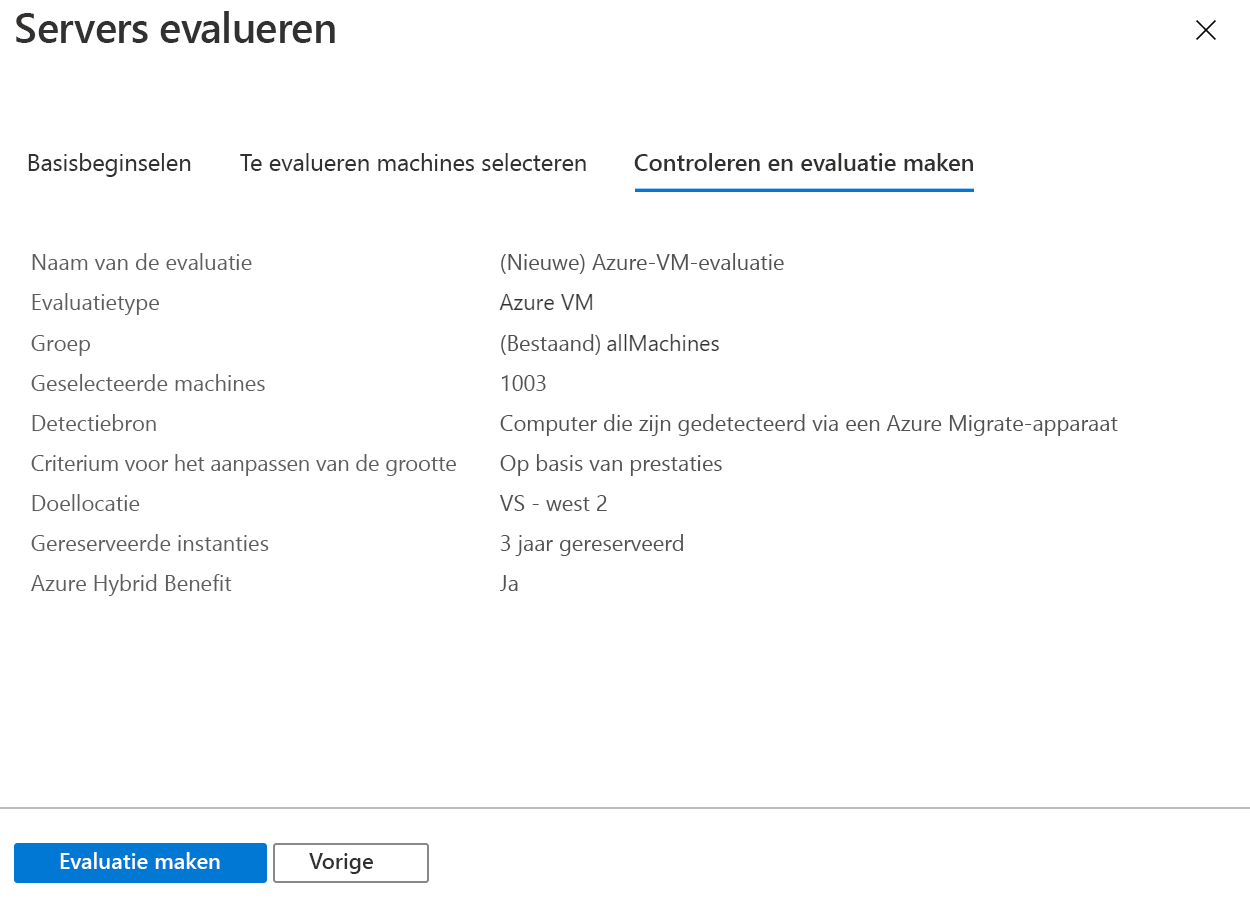 Servers evalueren
Basisbeginselen Te evalueren machines selecteren Controleren en evaluatie maken
Naam van de evaluatie (Nieuwe) Azure-VM-evaluatie
Evaluatietype Azure VM
Groep (Bestaand) allMachines
Geselecteerde machines 1003
Detectiebron Computer die zijn gedetecteerd via een Azure Migrate-apparaat
Criterium voor het aanpassen van de grootte Op basis van prestaties
Doellocatie VS - west 2
Gereserveerde instanties 3 jaar gereserveerd
Azure Hybrid Benefit Ja
Evaluatie maken Vorige